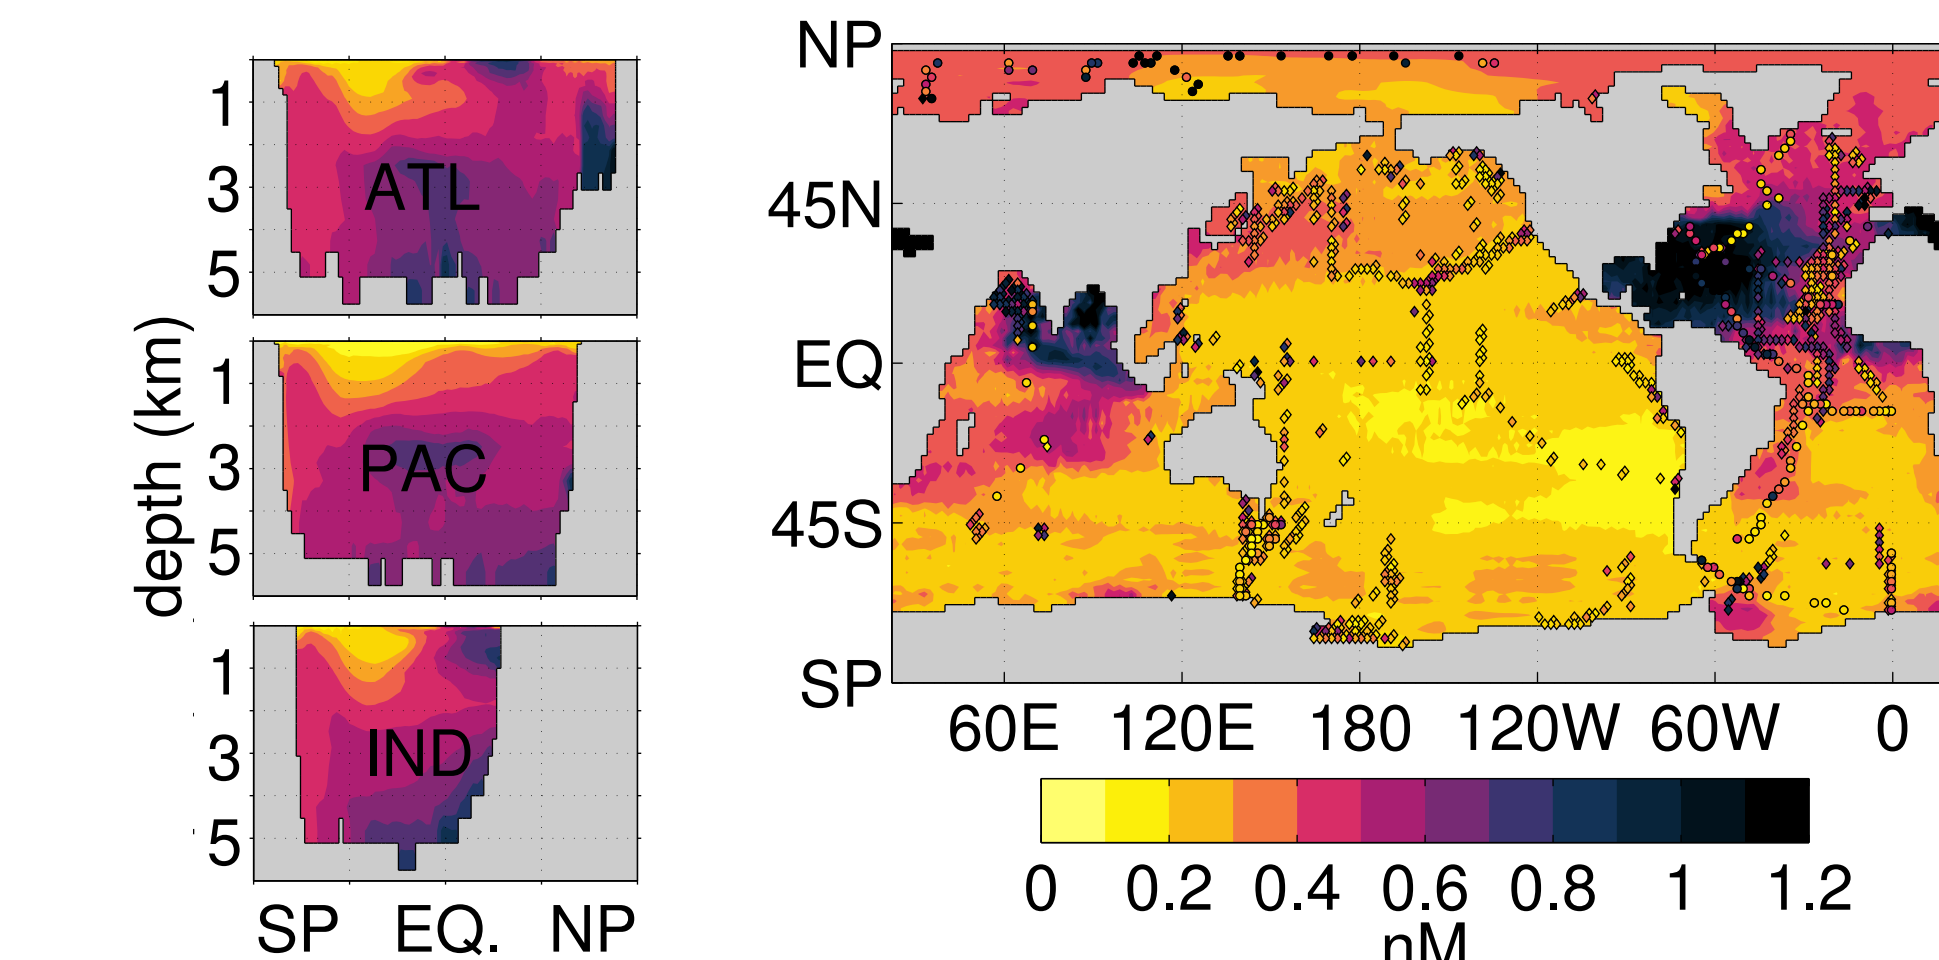 depth (km)
1
3
5
ATL
1
3
5
PAC
1
3
5
IND
SP EQ. NP
NP
45N
EQ
45S
SP
60E 120E 180 120W 60W 0
0 0.2 0.4 0.6 0.8 1 1.2
nM